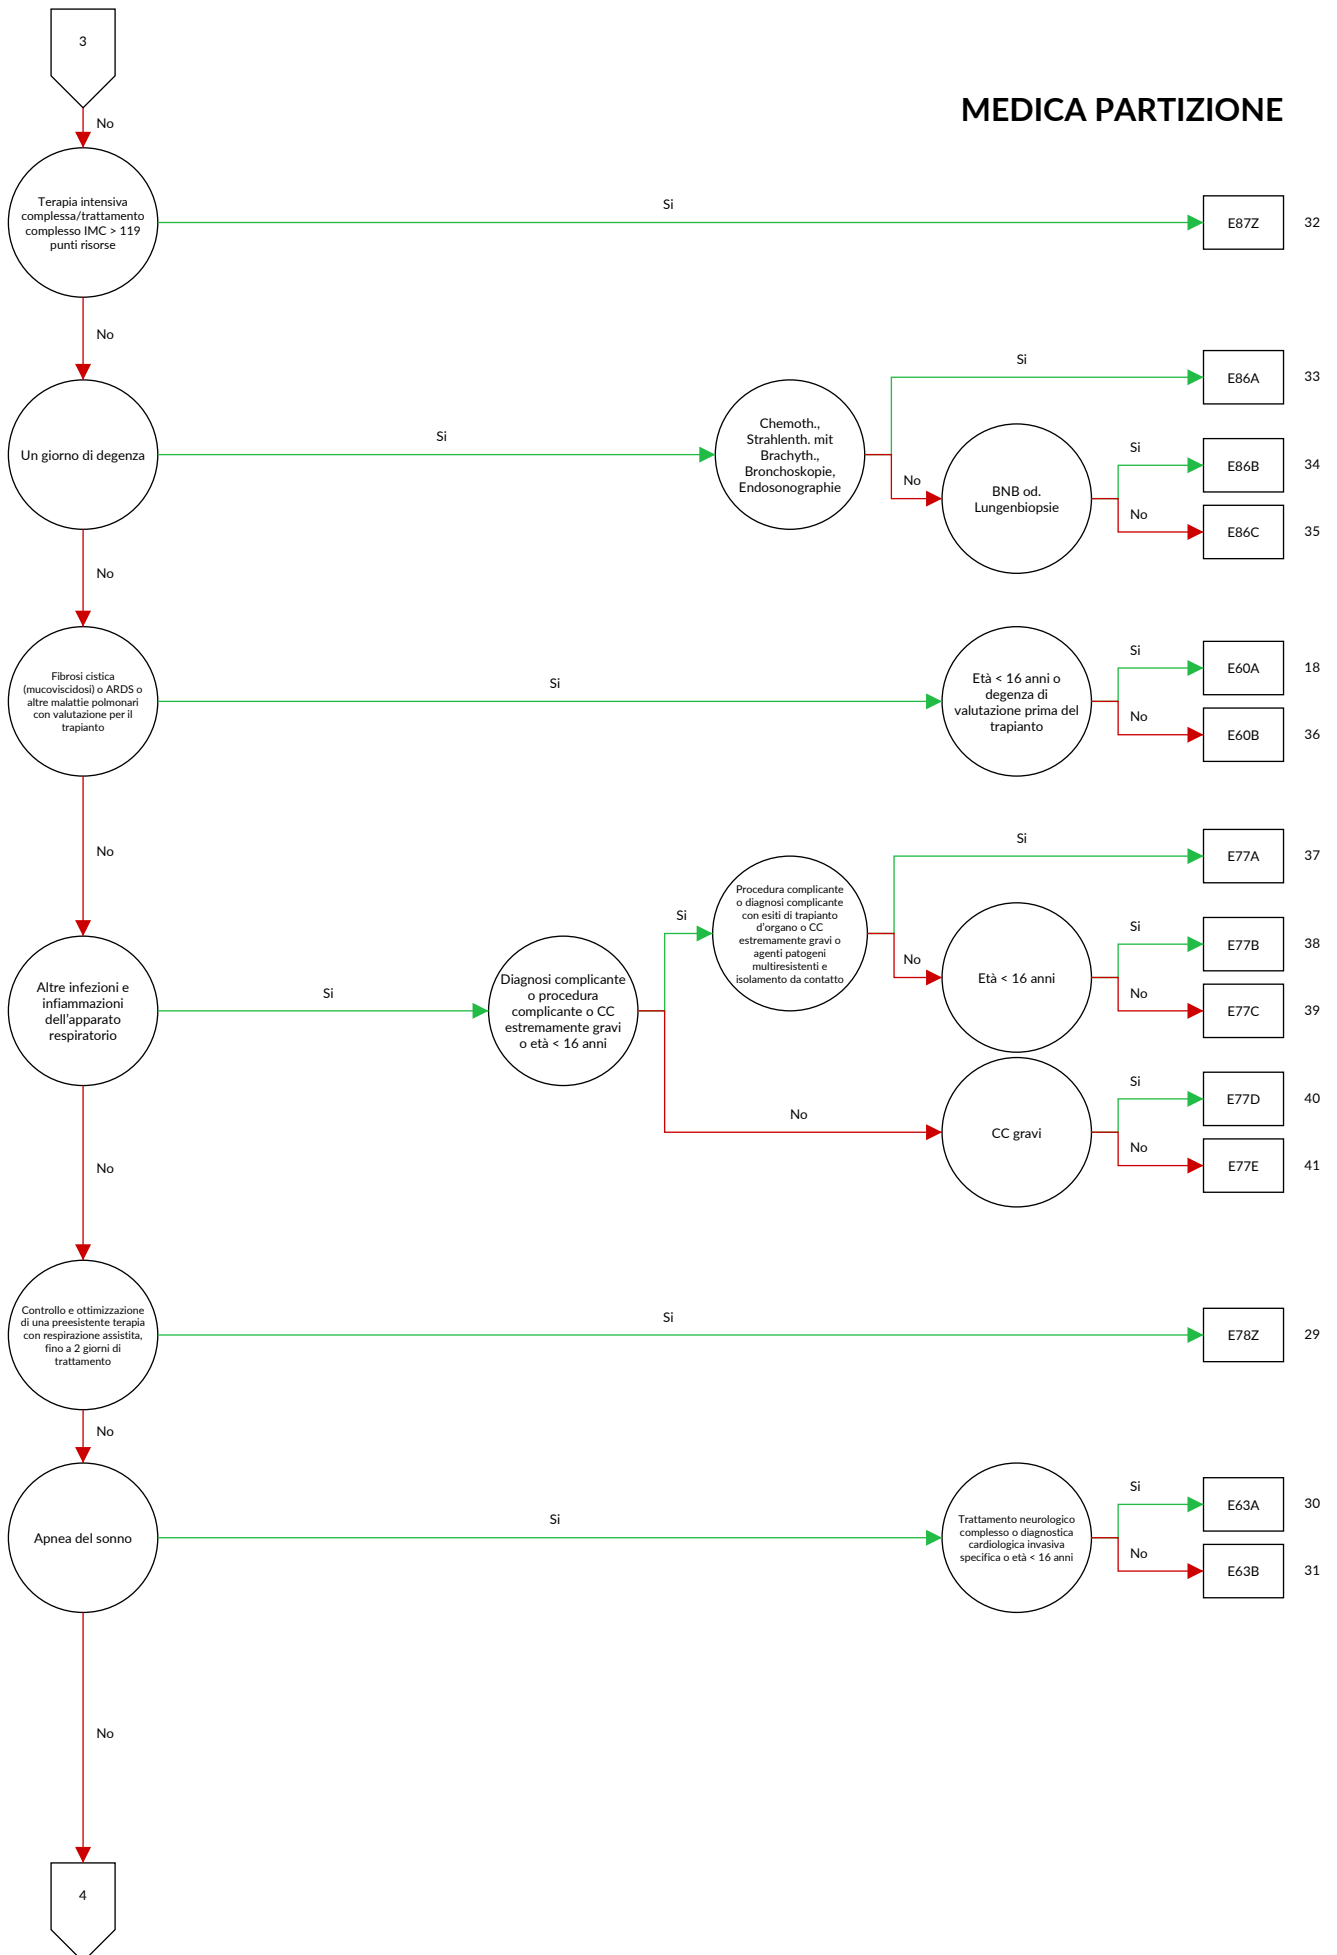 3
No
MEDICA PARTIZIONE
Terapia intensiva
complessa/trattamento
complesso IMC > 119
punti risorse
Si
E87Z
32
No
Un giorno di degenza
Si
Chemoth.,
Strahlenth. mit
Brachyth.,
Bronchoskopie,
Endosonographie
Si
E86A
33
No
BNB od.
Lungenbiopsie
Si
E86B
34
No
E86C
35
No
Fibrosi cistica
(mucoviscidosi) o ARDS o
altre malattie polmonari
con valutazione per il
trapianto
Si
Età < 16 anni o
degenza di
valutazione prima del
trapianto
Si
E60A
18
No
E60B
36
No
Altre infezioni e
infiammazioni
dell'apparato
respiratorio
Si
Diagnosi complicante
o procedura
complicante o CC
estremamente gravi
o età < 16 anni
Si
Procedura complicante
o diagnosi complicante
con esiti di trapianto
d'organo o CC
estremamente gravi o
agenti patogeni
multiresistenti e
isolamento da contatto
Si
E77A
37
No
Età < 16 anni
Si
E77B
38
No
E77C
39
No
CC gravi
Si
E77D
40
No
E77E
41
No
Controllo e ottimizzazione
di una preesistente terapia
con respirazione assistita,
fino a 2 giorni di
trattamento
Si
E78Z
29
No
Apnea del sonno
Si
Trattamento neurologico
complesso o diagnostica
cardiologica invasiva
specifica o età < 16 anni
Si
E63A
30
No
E63B
31
No
4